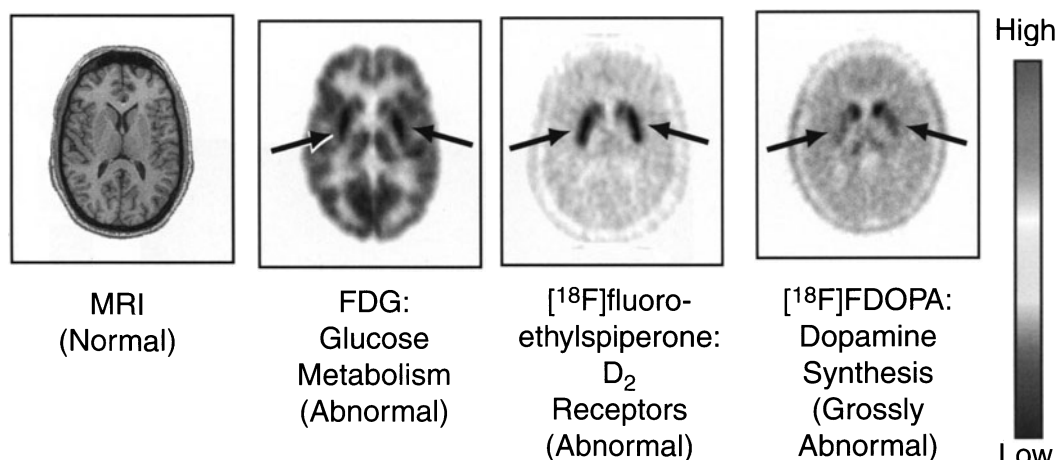 High
MRI
(Normal)
FDG:
Glucose
Metabolism
(Abnormal)
[¹⁸F]fluoro-
ethylspiperone:
D₂
Receptors
(Abnormal)
[¹⁸F]FDOPA:
Dopamine
Synthesis
(Grossly
Abnormal)
Low